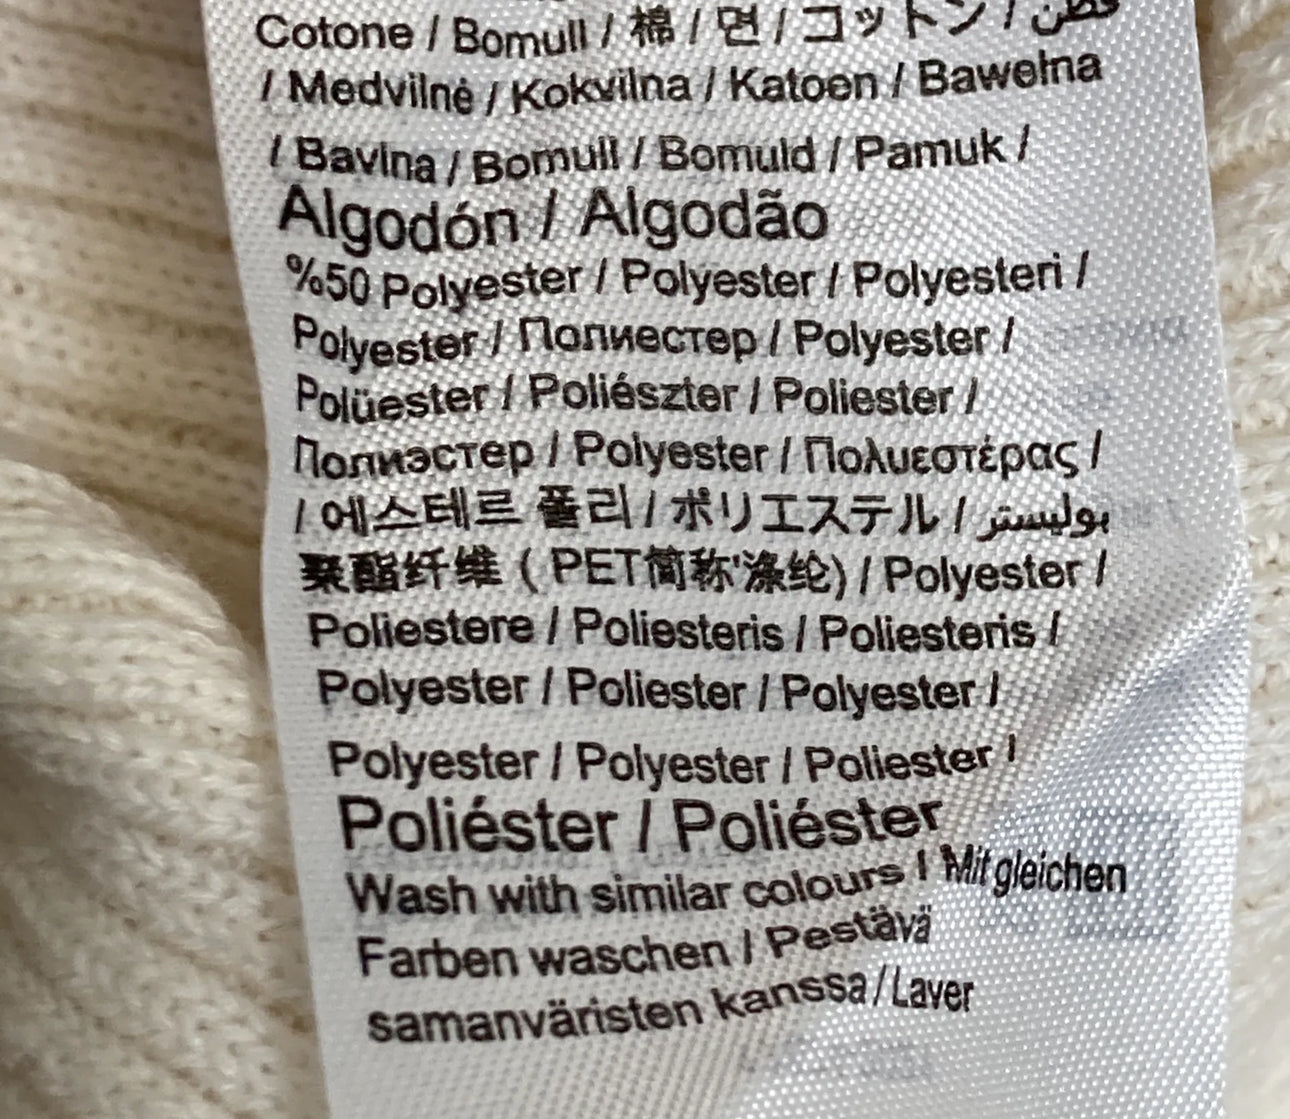 Cotone / Bomull / 棉 / 면 / コットン / قطن
/ Medvilnė / Kokvilna / Katoen / Bawełna
/ Bavlna / Bomull / Bomuld / Pamuk /
Algodón / Algodão
%50 Polyester / Polyester / Polyesteri /
Polyester / Полиестер / Polyester /
Polüester / Poliészter / Poliester /
Полиэстер / Polyester / Πολυεστέρας /
/ 에스테르 폴리 / ポリエステル / بوليستر
聚酯纤维 ( PET简称'涤纶) / Polyester /
Poliestere / Poliesteris / Poliesteris /
Polyester / Poliester / Polyester /
Polyester / Polyester / Poliester /
Poliéster / Poliéster
Wash with similar colours / Mit gleichen
Farben waschen / Pestävä
samanväristen kanssa / Laver